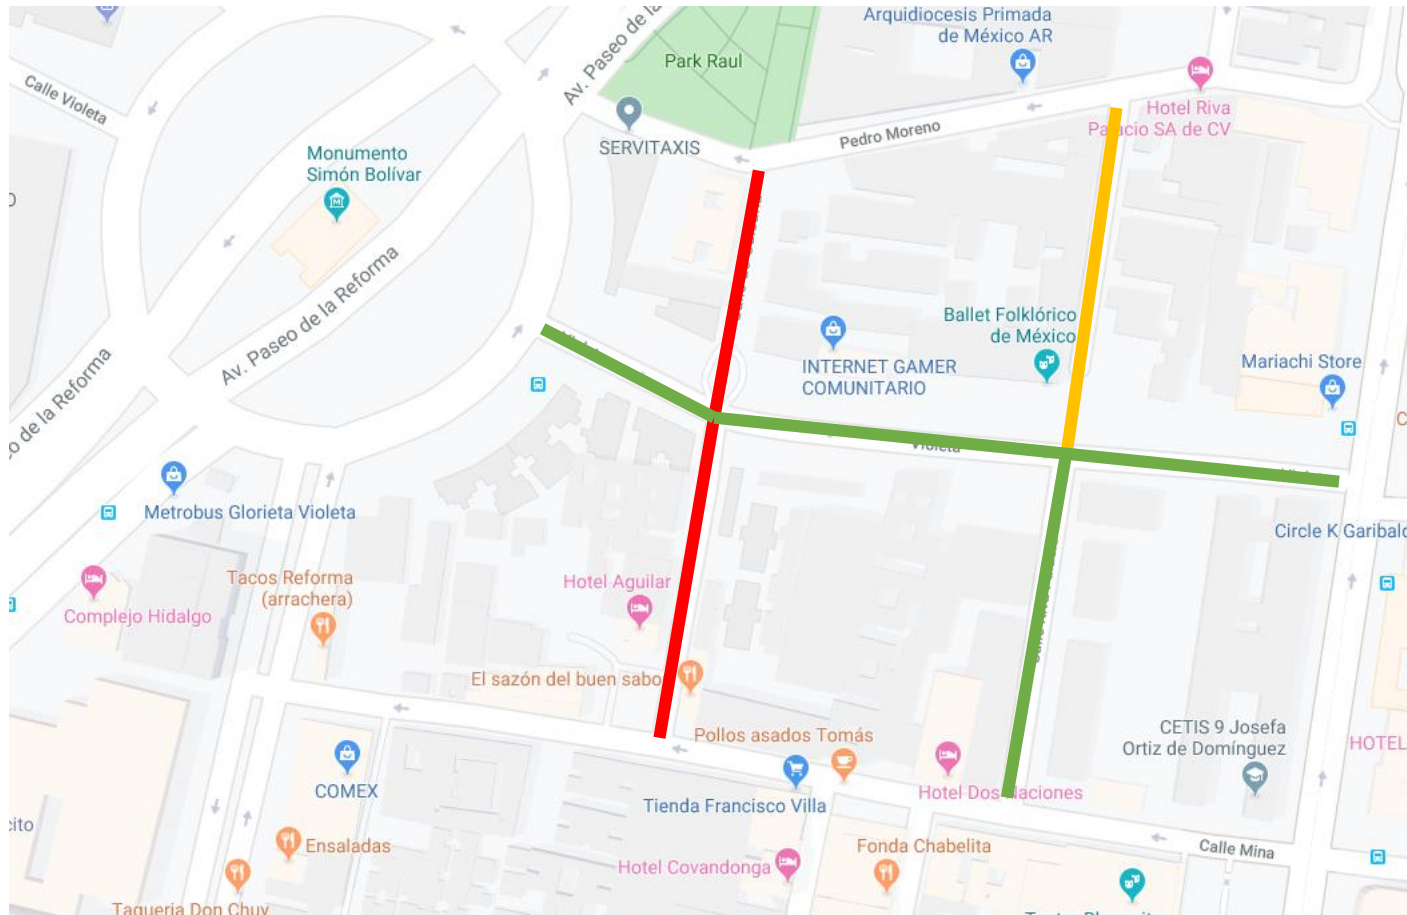 Arquidiocesis Primada
de México AR
Park Raul
Av. Paseo de la
Calle Violeta
Hotel Riva
Palacio SA de CV
Pedro Moreno
SERVITAXIS
Monumento
Simón Bolívar
Av. Paseo de la Reforma
Ballet Folklórico
de México
INTERNET GAMER
COMUNITARIO
Mariachi Store
de la Reforma
Violeta
Metrobus Glorieta Violeta
Circle K
Tacos Reforma
(arrachera)
Hotel Aguilar
Complejo Hidalgo
El sazón del buen
CETIS 9 Josefa
Ortiz de Domínguez
Pollos asados Tomás
HOTEL
COMEX
Hotel Dos Naciones
Tienda Francisco Villa
Ensaladas
Fonda Chabelita
Calle Mina
Hotel Covandonga
Taqueria Don Chuy